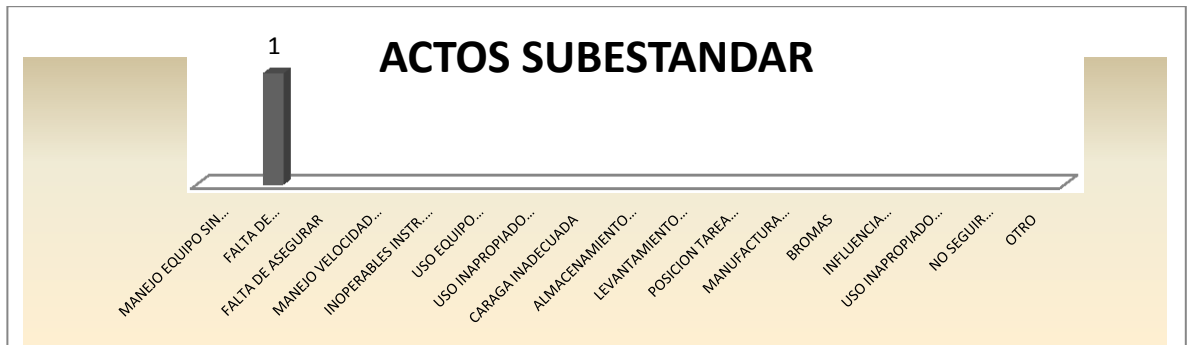 ACTOS SUBESTANDAR
1
MANEJO EQUIPO SIN...
FALTA DE...
FALTA DE ASEGURAR
MANEJO VELOCIDAD...
INOPERABLES INSTR....
USO EQUIPO...
USO INAPROPIADO...
CARAGA INADECUADA
ALMACENAMIENTO...
LEVANTAMIENTO...
POSICION TAREA...
MANUFACTURA...
BROMAS
INFLUENCIA...
USO INAPROPIADO...
NO SEGUIR...
OTRO